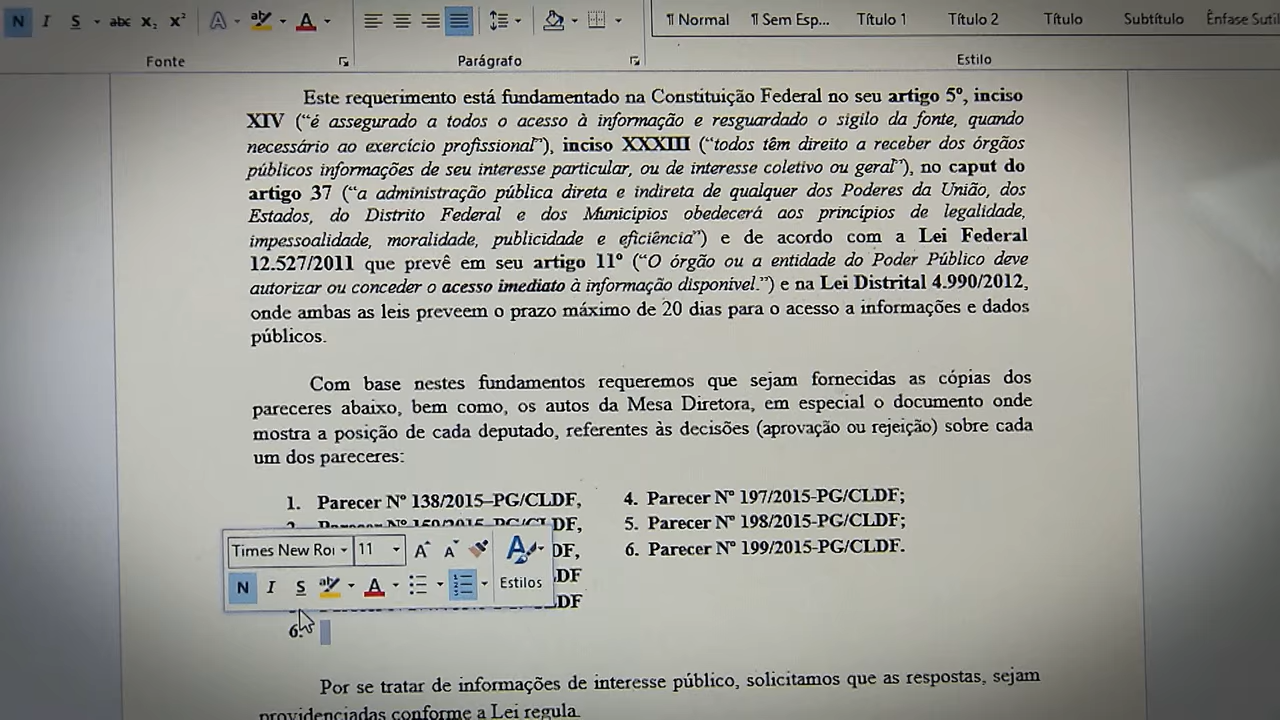 N I S abc X₂ X² A ab A
¶ Normal ¶ Sem Esp... Título 1 Título 2 Título Subtítulo Ênfase Sutil
Fonte Parágrafo Estilo
Este requerimento está fundamentado na Constituição Federal no seu artigo 5º, inciso
XIV (“é assegurado a todos o acesso à informação e resguardado o sigilo da fonte, quando
necessário ao exercício profissional”), inciso XXXIII (“todos têm direito a receber dos órgãos
públicos informações de seu interesse particular, ou de interesse coletivo ou geral”), no caput do
artigo 37 (“a administração pública direta e indireta de qualquer dos Poderes da União, dos
Estados, do Distrito Federal e dos Municípios obedecerá aos princípios de legalidade,
impessoalidade, moralidade, publicidade e eficiência”) e de acordo com a Lei Federal
12.527/2011 que prevê em seu artigo 11º (“O órgão ou a entidade do Poder Público deve
autorizar ou conceder o acesso imediato à informação disponível.”) e na Lei Distrital 4.990/2012,
onde ambas as leis preveem o prazo máximo de 20 dias para o acesso a informações e dados
públicos.
Com base nestes fundamentos requeremos que sejam fornecidas as cópias dos
pareceres abaixo, bem como, os autos da Mesa Diretora, em especial o documento onde
mostra a posição de cada deputado, referentes às decisões (aprovação ou rejeição) sobre cada
um dos pareceres:
1. Parecer Nº 138/2015–PG/CLDF,
DF,
DF
LDF
6.
4. Parecer Nº 197/2015-PG/CLDF;
5. Parecer Nº 198/2015-PG/CLDF;
6. Parecer Nº 199/2015-PG/CLDF.
Times New Ro 11 A A A
N I S ab A Estilos
Por se tratar de informações de interesse público, solicitamos que as respostas, sejam
providenciadas conforme a Lei regula.